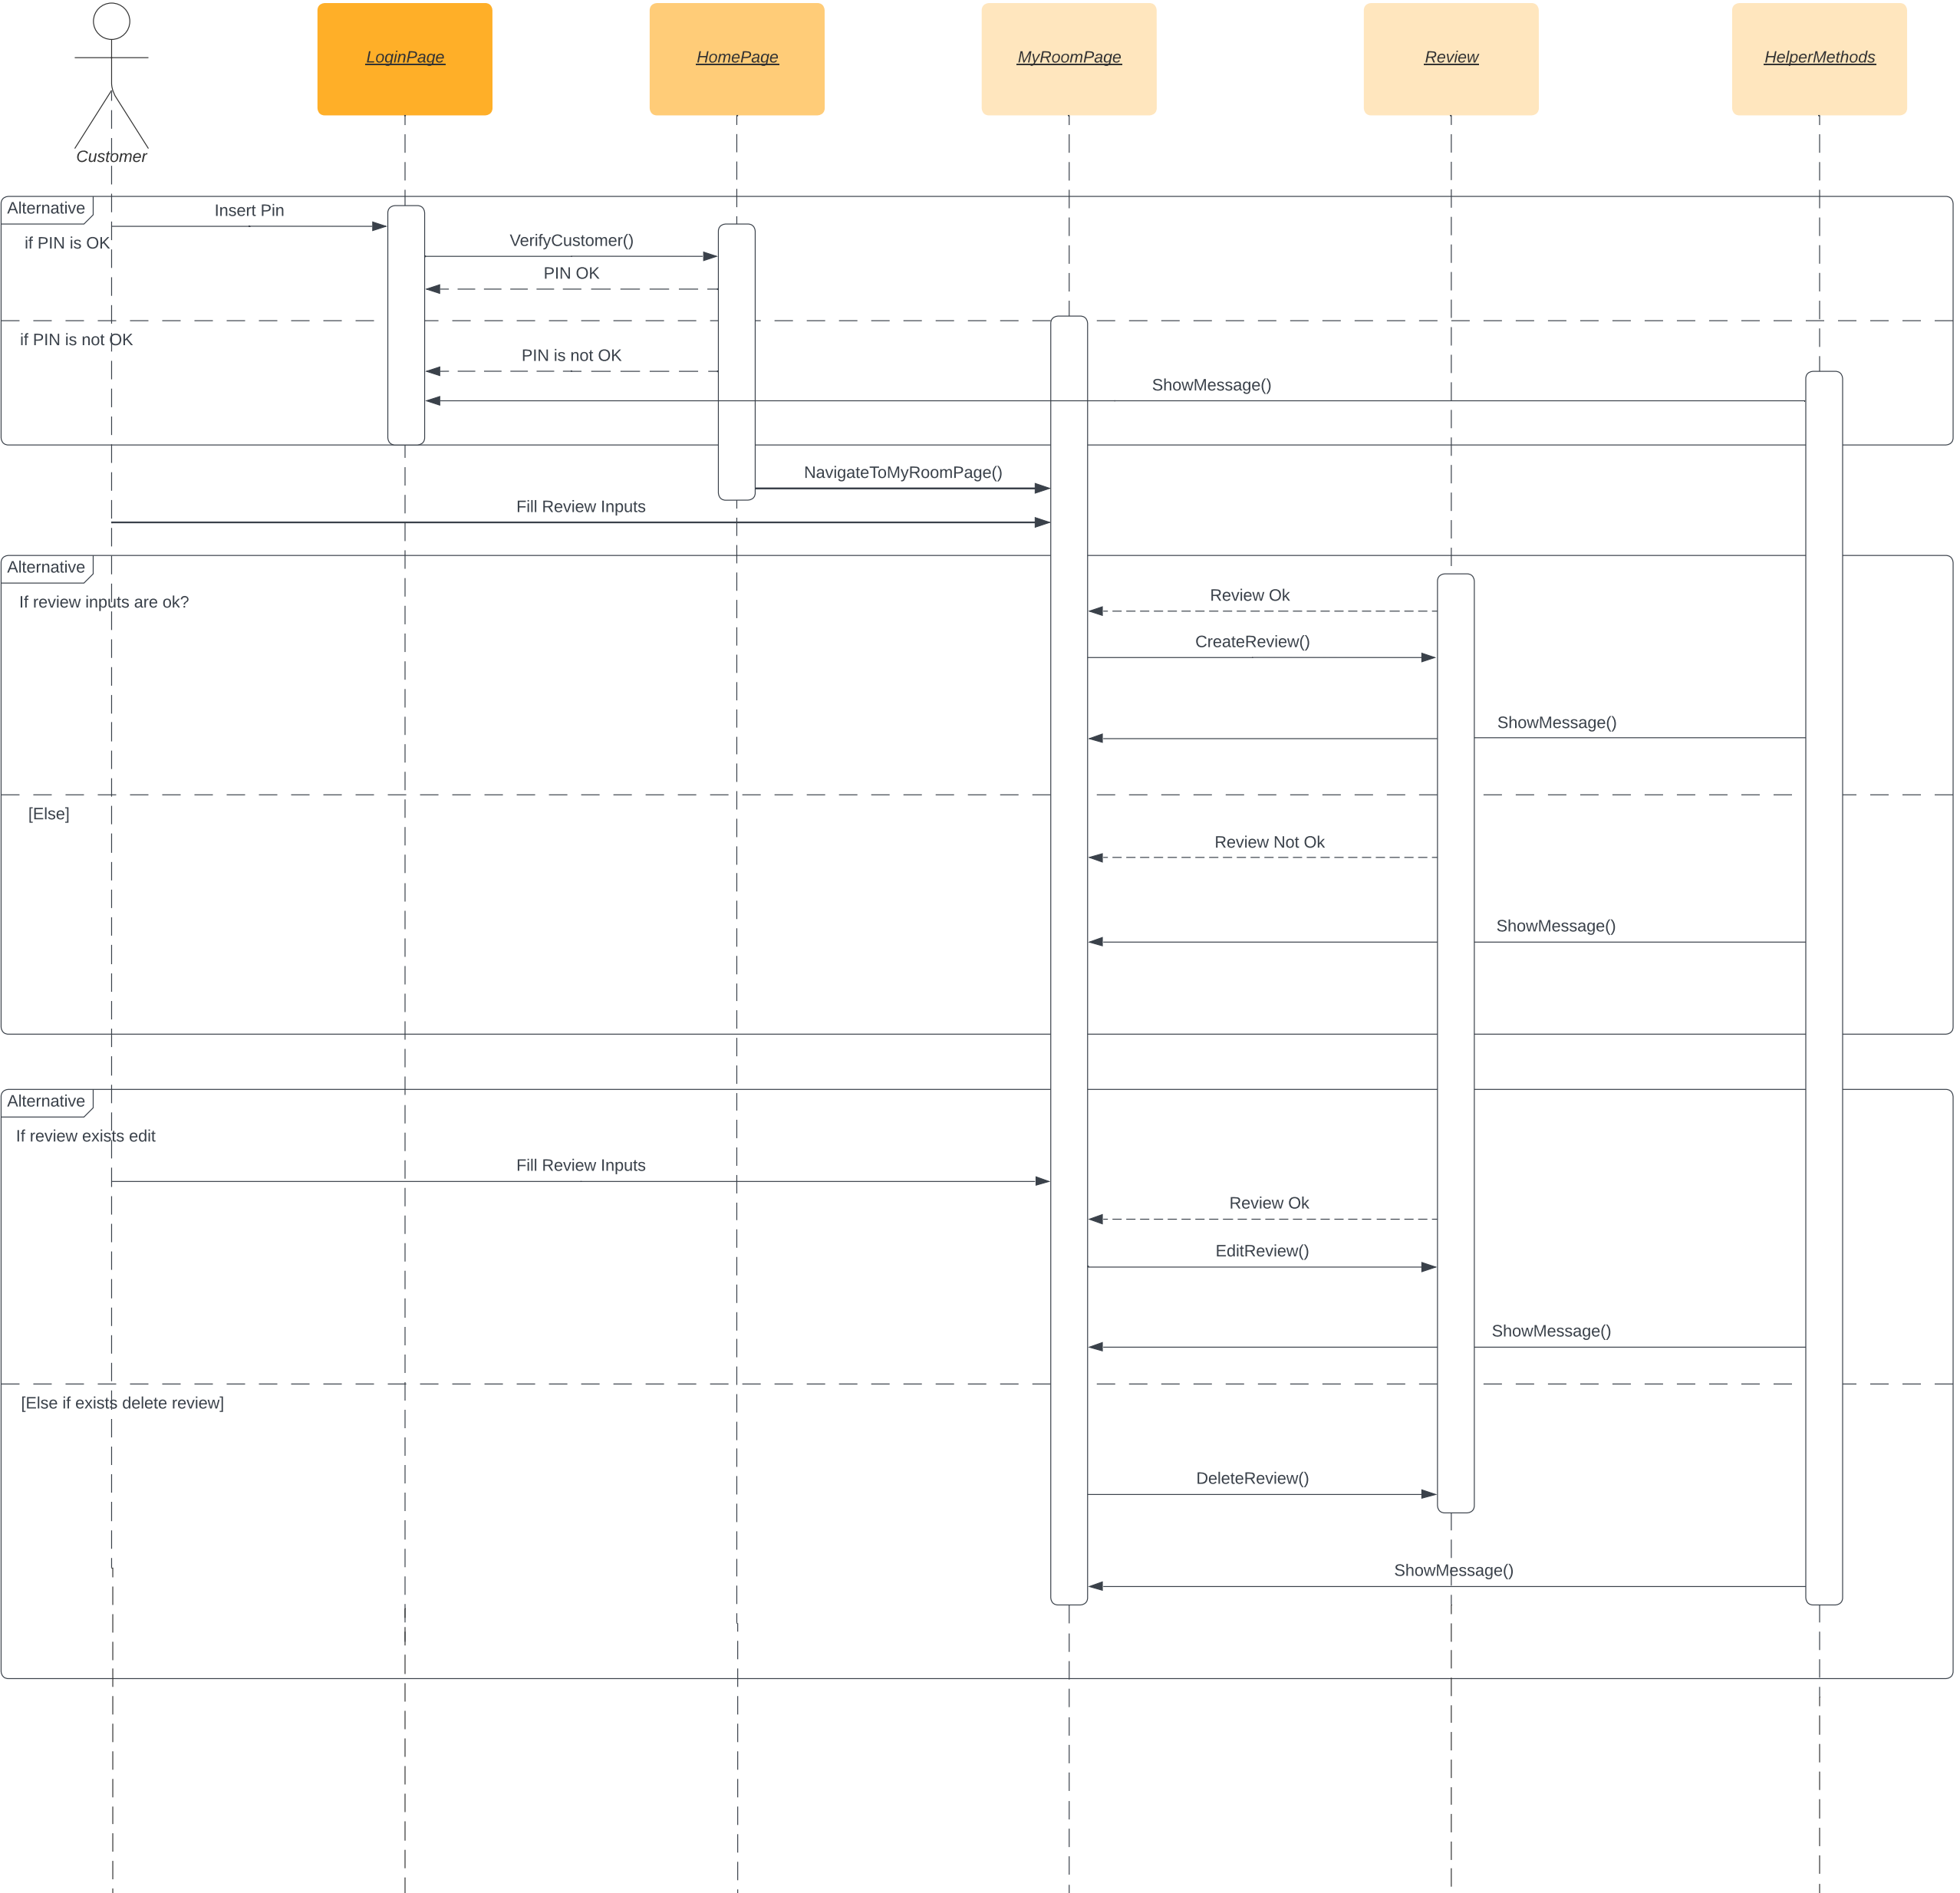 LoginPage
HomePage
MyRoomPage
Review
HelperMethods
Customer
Alternative
Insert Pin
if PIN is OK
VerifyCustomer()
PIN OK
if PIN is not OK
PIN is not OK
ShowMessage()
NavigateToMyRoomPage()
Fill Review Inputs
Alternative
If review inputs are ok?
Review Ok
CreateReview()
ShowMessage()
[Else]
Review Not Ok
ShowMessage()
Alternative
If review exists edit
Fill Review Inputs
Review Ok
EditReview()
ShowMessage()
[Else if exists delete review]
DeleteReview()
ShowMessage()